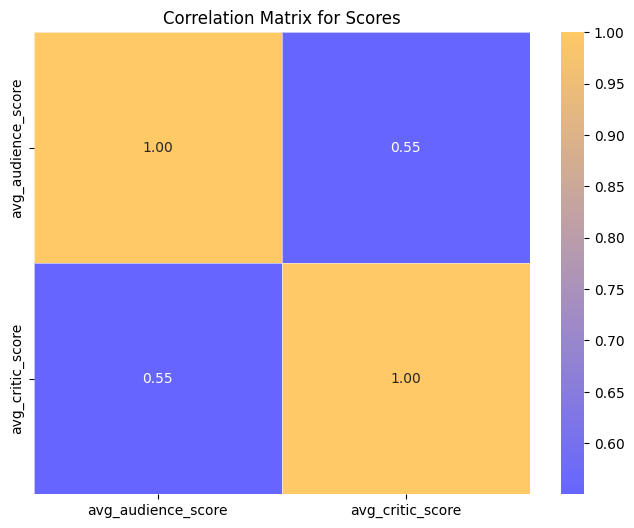 Correlation Matrix for Scores
avg_audience_score
1.00
0.55
avg_critic_score
0.55
1.00
avg_audience_score
avg_critic_score
1.00
0.95
0.90
0.85
0.80
0.75
0.70
0.65
0.60